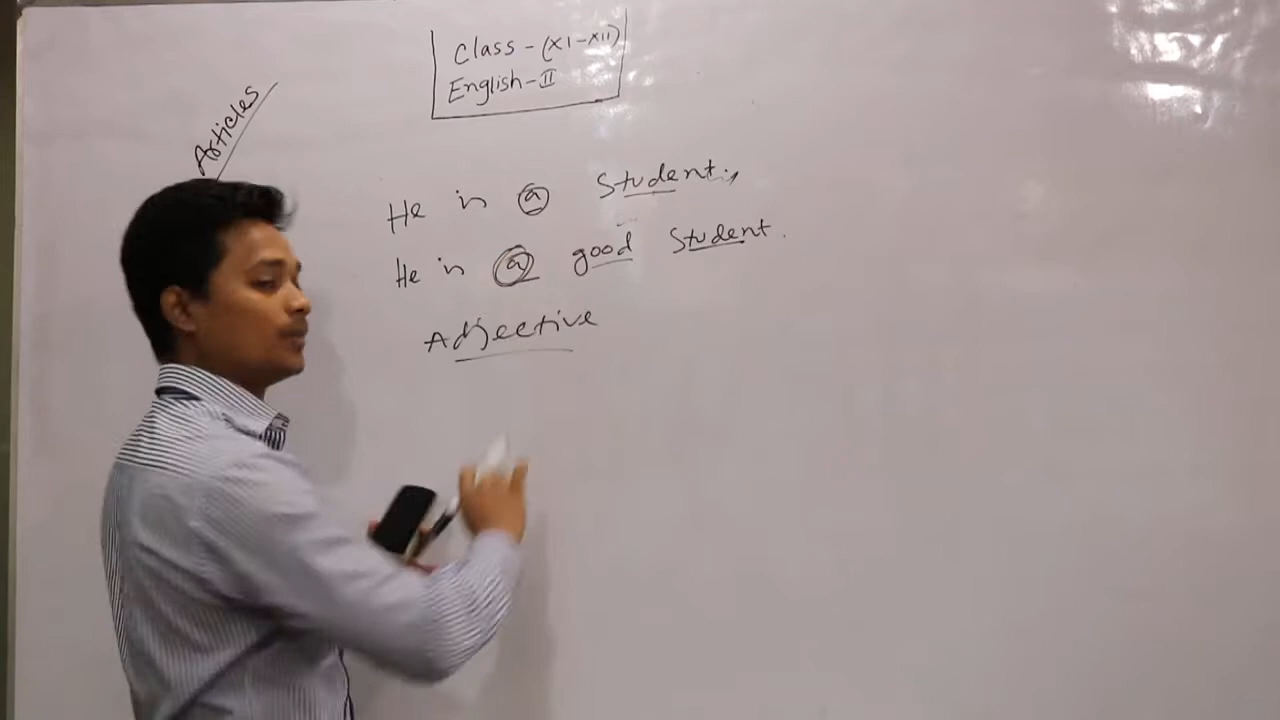 Class - (XI-XII)
English - II
Articles
He is a Student.,
He is a good Student.
Adjective